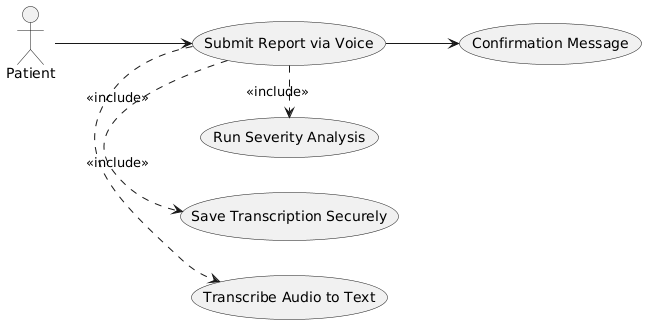 Patient
Submit Report via Voice
Confirmation Message
«include»
«include»
Run Severity Analysis
«include»
Save Transcription Securely
Transcribe Audio to Text